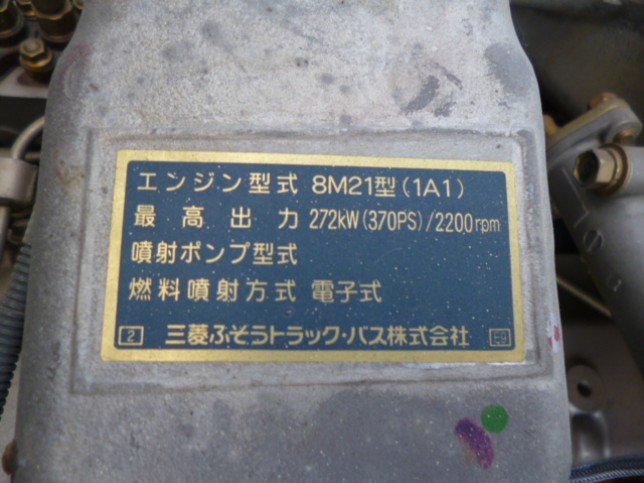 エンジン型式 8M21型(1A1)
最高出力 272kW(370PS)/2200rpm
噴射ポンプ型式
燃料噴射方式 電子式
2 三菱ふそうトラック・バス株式会社